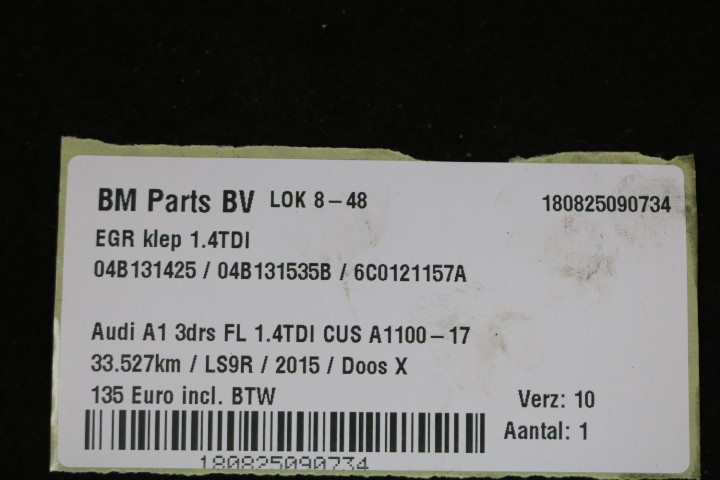 BM Parts BV LOK 8-48 180825090734
EGR klep 1.4TDI
04B131425 / 04B131535B / 6C0121157A
Audi A1 3drs FL 1.4TDI CUS A1100-17
33.527km / LS9R / 2015 / Doos X
135 Euro incl. BTW Verz: 10
Aantal: 1
180825090734